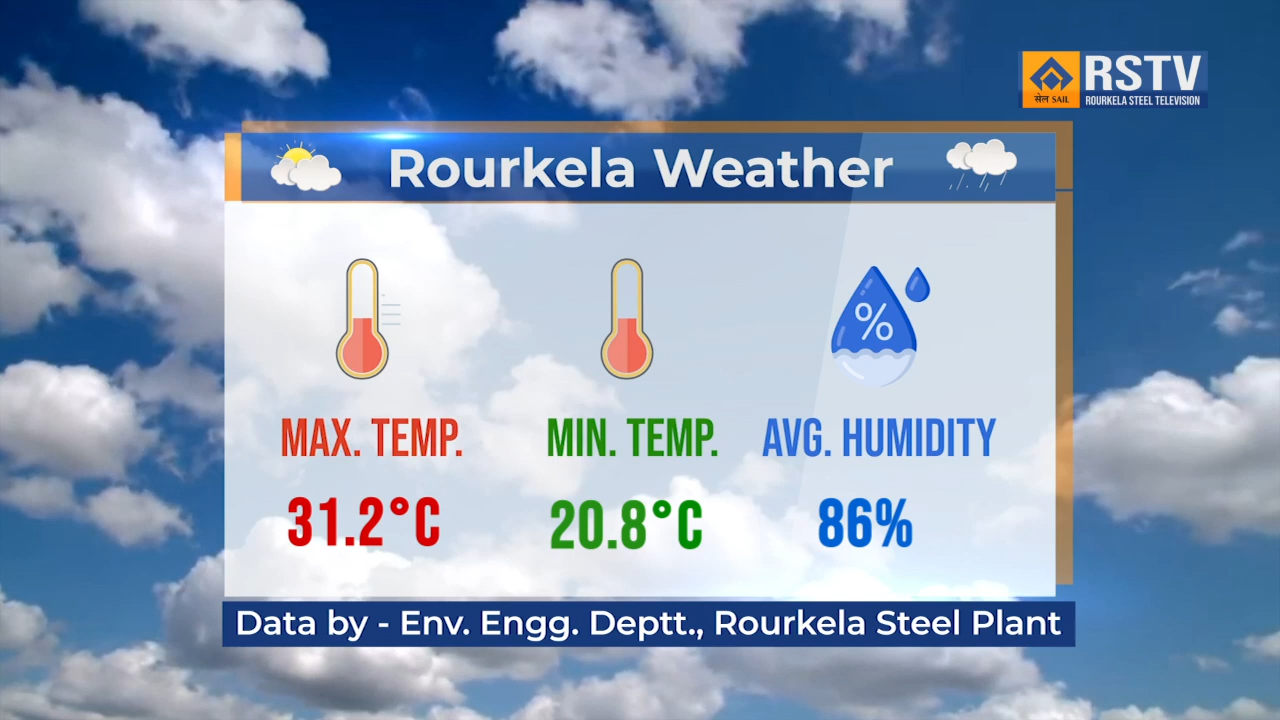 RSTV
सेल SAIL
ROURKELA STEEL TELEVISION
Rourkela Weather
%
MAX. TEMP.
MIN. TEMP.
AVG. HUMIDITY
31.2°C
20.8°C
86%
Data by - Env. Engg. Deptt., Rourkela Steel Plant